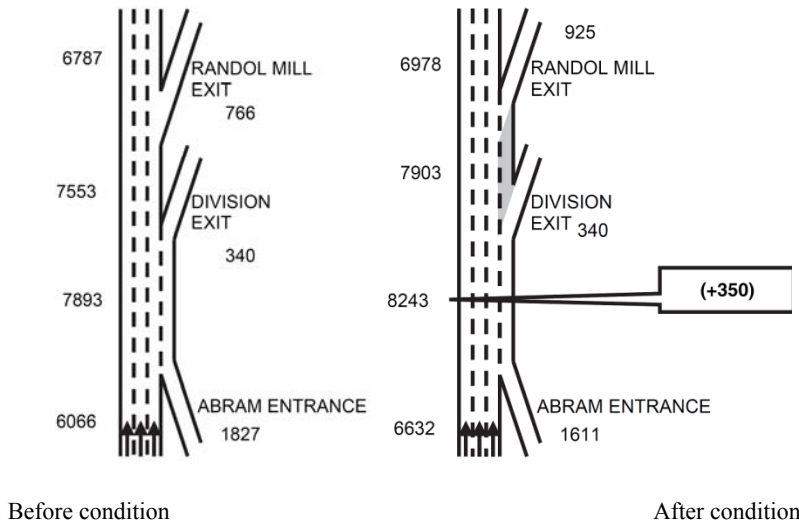 6787
RANDOL MILL
EXIT
766
7553
DIVISION
EXIT
340
7893
ABRAM ENTRANCE
6066
1827
925
6978
RANDOL MILL
EXIT
7903
DIVISION
EXIT 340
8243
(+350)
ABRAM ENTRANCE
6632
1611
Before condition
After condition